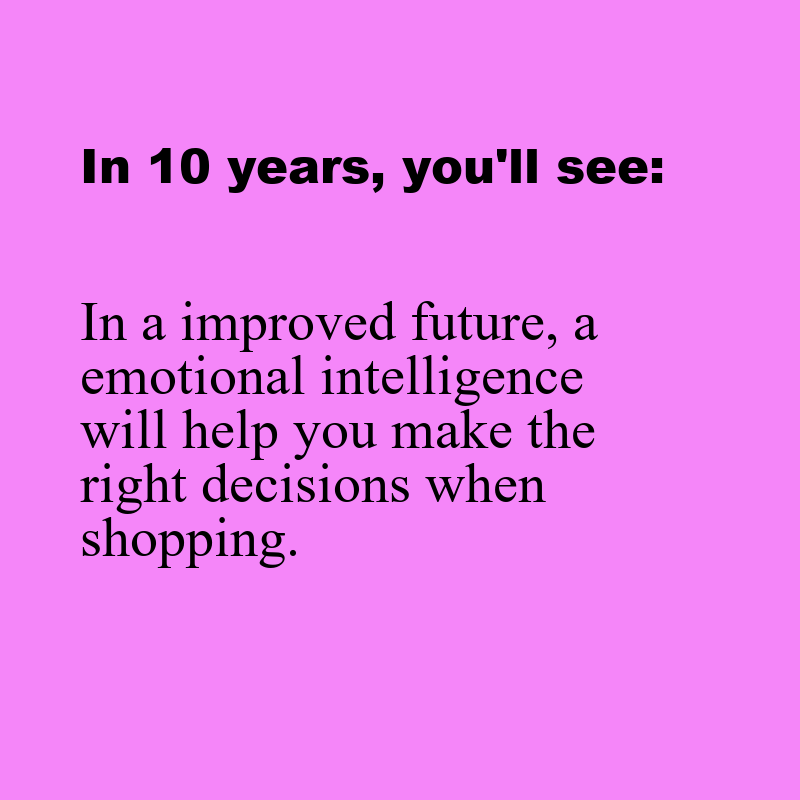 In 10 years, you'll see:
In a improved future, a
emotional intelligence
will help you make the
right decisions when
shopping.